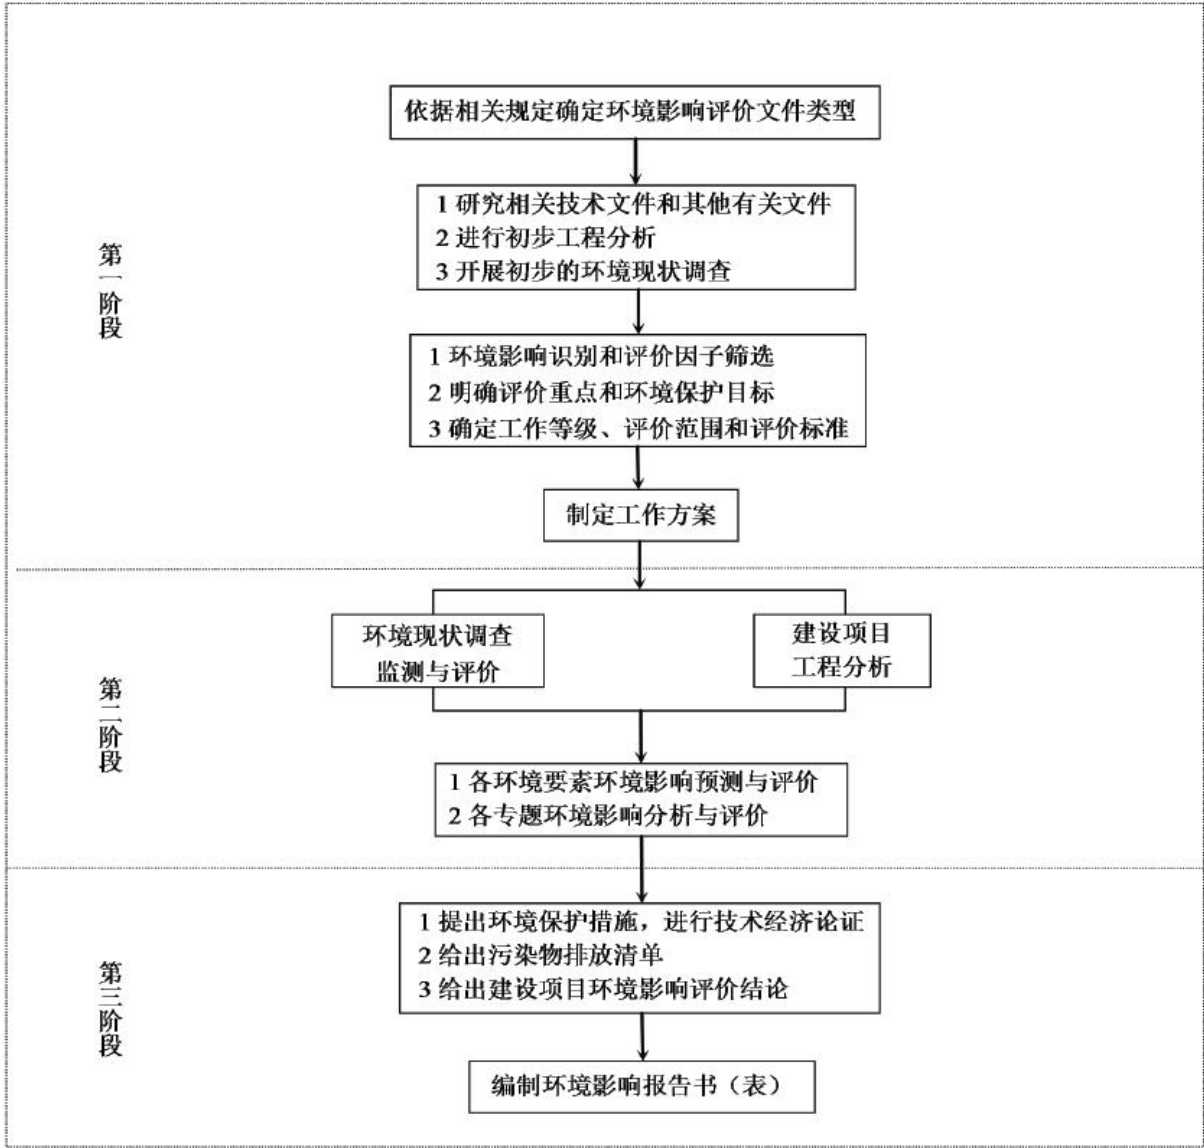 依据相关规定确定环境影响评价文件类型
1 研究相关技术文件和其他有关文件
2 进行初步工程分析
3 开展初步的环境现状调查
第一阶段
1 环境影响识别和评价因子筛选
2 明确评价重点和环境保护目标
3 确定工作等级、评价范围和评价标准
制定工作方案
环境现状调查
监测与评价
建设项目
工程分析
第二阶段
1 各环境要素环境影响预测与评价
2 各专题环境影响分析与评价
1 提出环境保护措施，进行技术经济论证
2 给出污染物排放清单
3 给出建设项目环境影响评价结论
第三阶段
编制环境影响报告书（表）